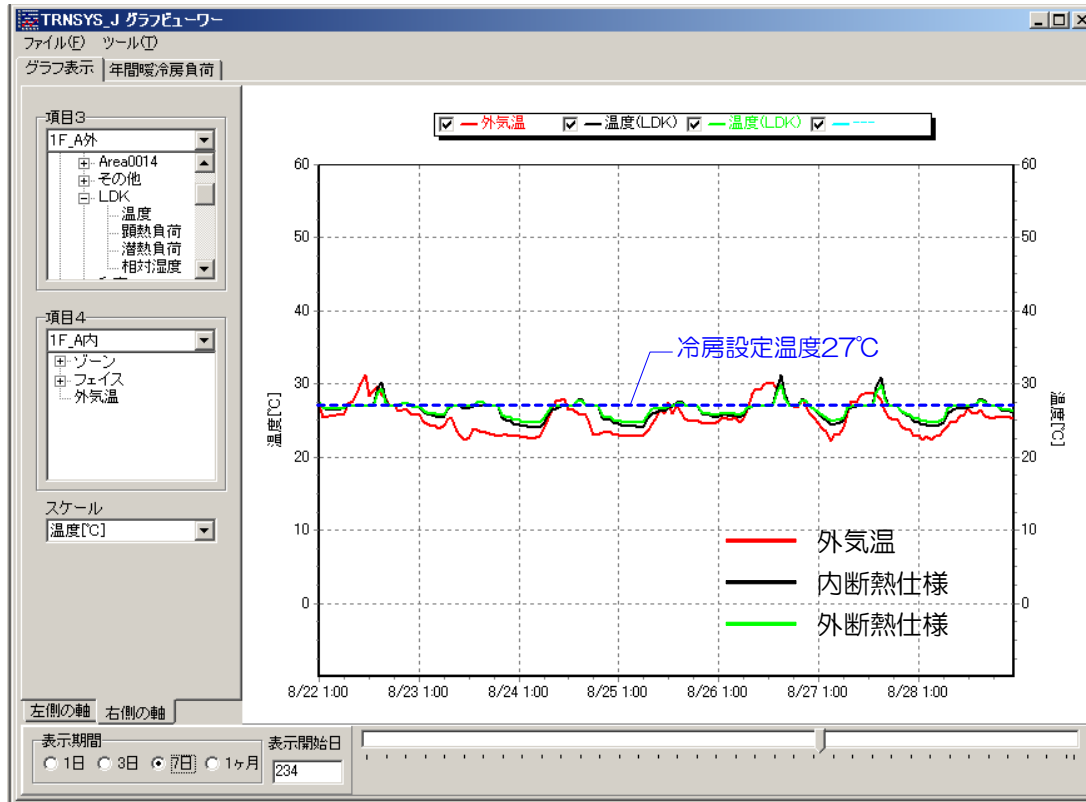 TRNSYS_J グラフビューワー
ファイル(F) ツール(T)
グラフ表示 年間暖冷房負荷
項目3
1F_A外
Area0014
その他
LDK
温度
顕熱負荷
潜熱負荷
相対湿度
項目4
1F_A内
ゾーン
フェイス
外気温
スケール
温度[℃]
左側の軸 右側の軸
外気温 温度(LDK) 温度(LDK) ---
60 60
50 50
40 40
冷房設定温度27℃
30 30
温度[℃] 温度[℃]
20 20
10 10
外気温
内断熱仕様
0 0
外断熱仕様
8/22 1:00 8/23 1:00 8/24 1:00 8/25 1:00 8/26 1:00 8/27 1:00 8/28 1:00
表示期間
1日 3日 7日 1ヶ月
表示開始日
234